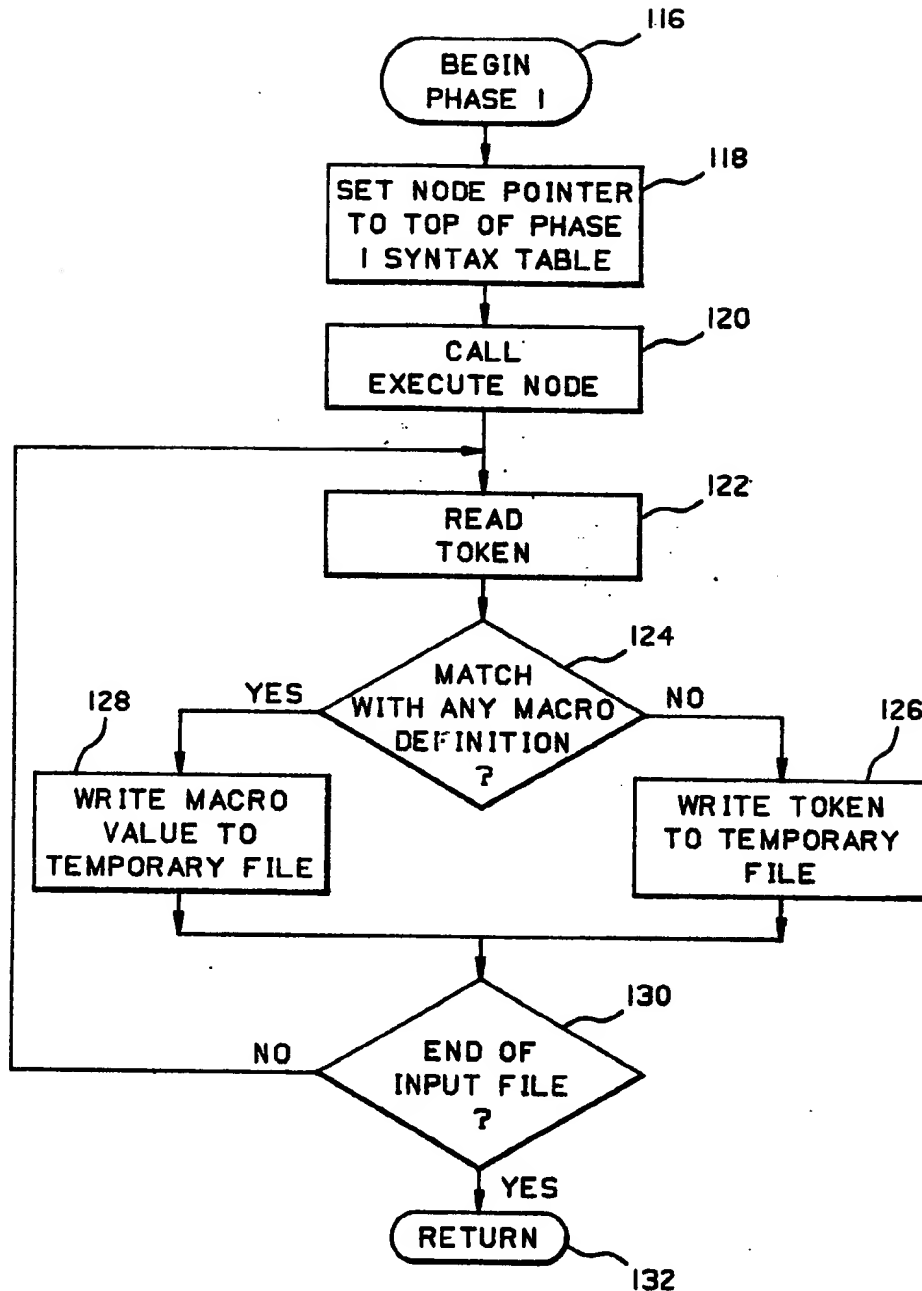 116
BEGIN
PHASE 1
118
SET NODE POINTER
TO TOP OF PHASE
1 SYNTAX TABLE
120
CALL
EXECUTE NODE
122
READ
TOKEN
124
MATCH
WITH ANY MACRO
DEFINITION
?
YES
NO
128
126
WRITE MACRO
VALUE TO
TEMPORARY FILE
WRITE TOKEN
TO TEMPORARY
FILE
130
END OF
INPUT FILE
?
NO
YES
RETURN
132